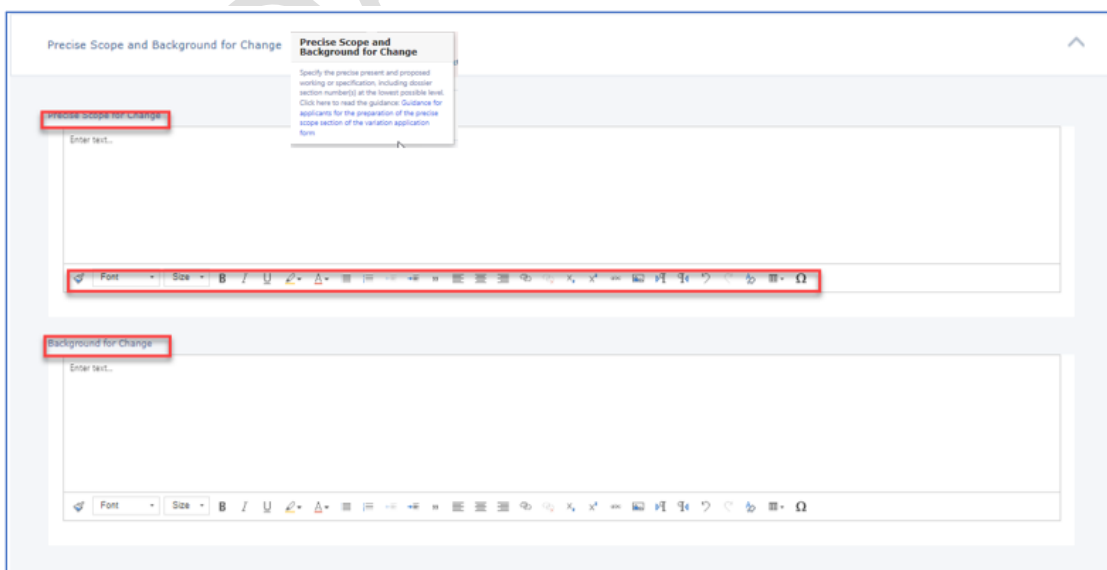 Precise Scope and Background for Change
Precise Scope and
Background for Change
Specify the precise present and proposed
working or specification, including dossier
section number(s) at the lowest possible level.
Click here to read the guidance: Guidance for
applicants for the preparation of the precise
scope section of the variation application
form
Precise Scope for Change
Enter text...
Font Size B I U A Ω
Background for Change
Enter text...
Font Size B I U A Ω